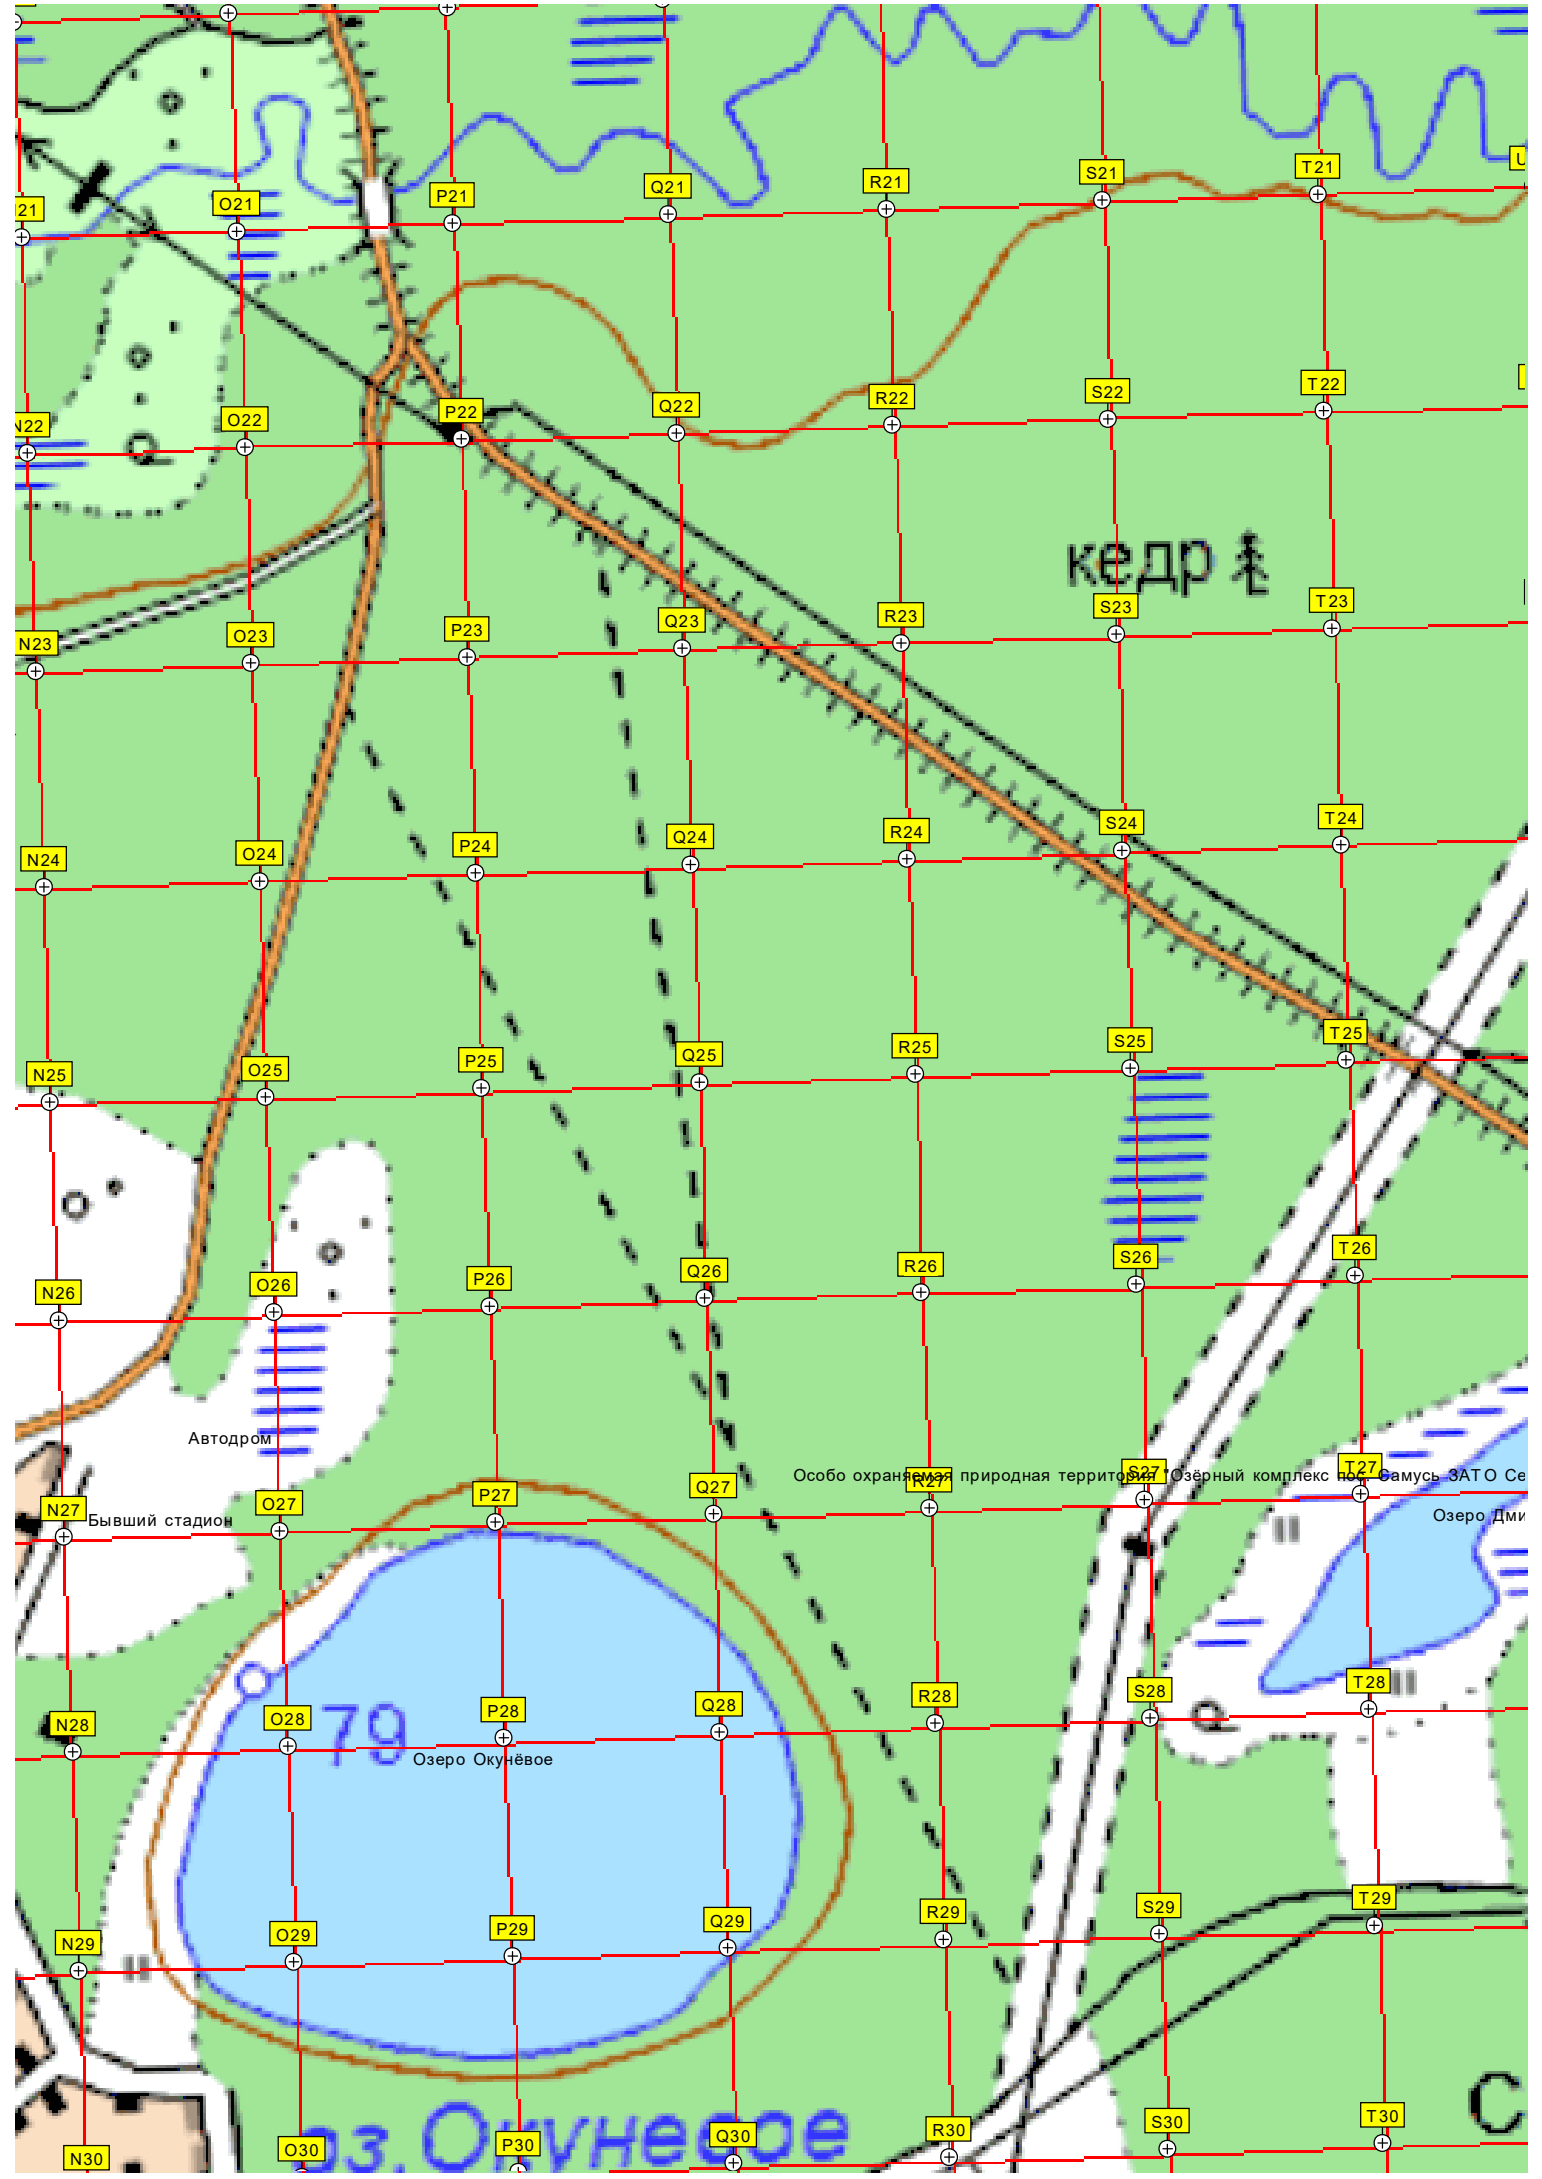 21 O21 P21 Q21 R21 S21 T21 U
N22 O22 P22 Q22 R22 S22 T22
кедр
N23 O23 P23 Q23 R23 S23 T23
N24 O24 P24 Q24 R24 S24 T24
N25 O25 P25 Q25 R25 S25 T25
N26 O26 P26 Q26 R26 S26 T26
Автодром
Особо охраняемая природная территория "Озёрный комплекс пос. Самусь ЗАТО Се
N27 O27 P27 Q27 R27 S27 T27
Бывший стадион
Озеро Дми
N28 O28 P28 Q28 R28 S28 T28
79
Озеро Окунёвое
N29 O29 P29 Q29 R29 S29 T29
оз. Окуневое
С
N30 O30 P30 Q30 R30 S30 T30